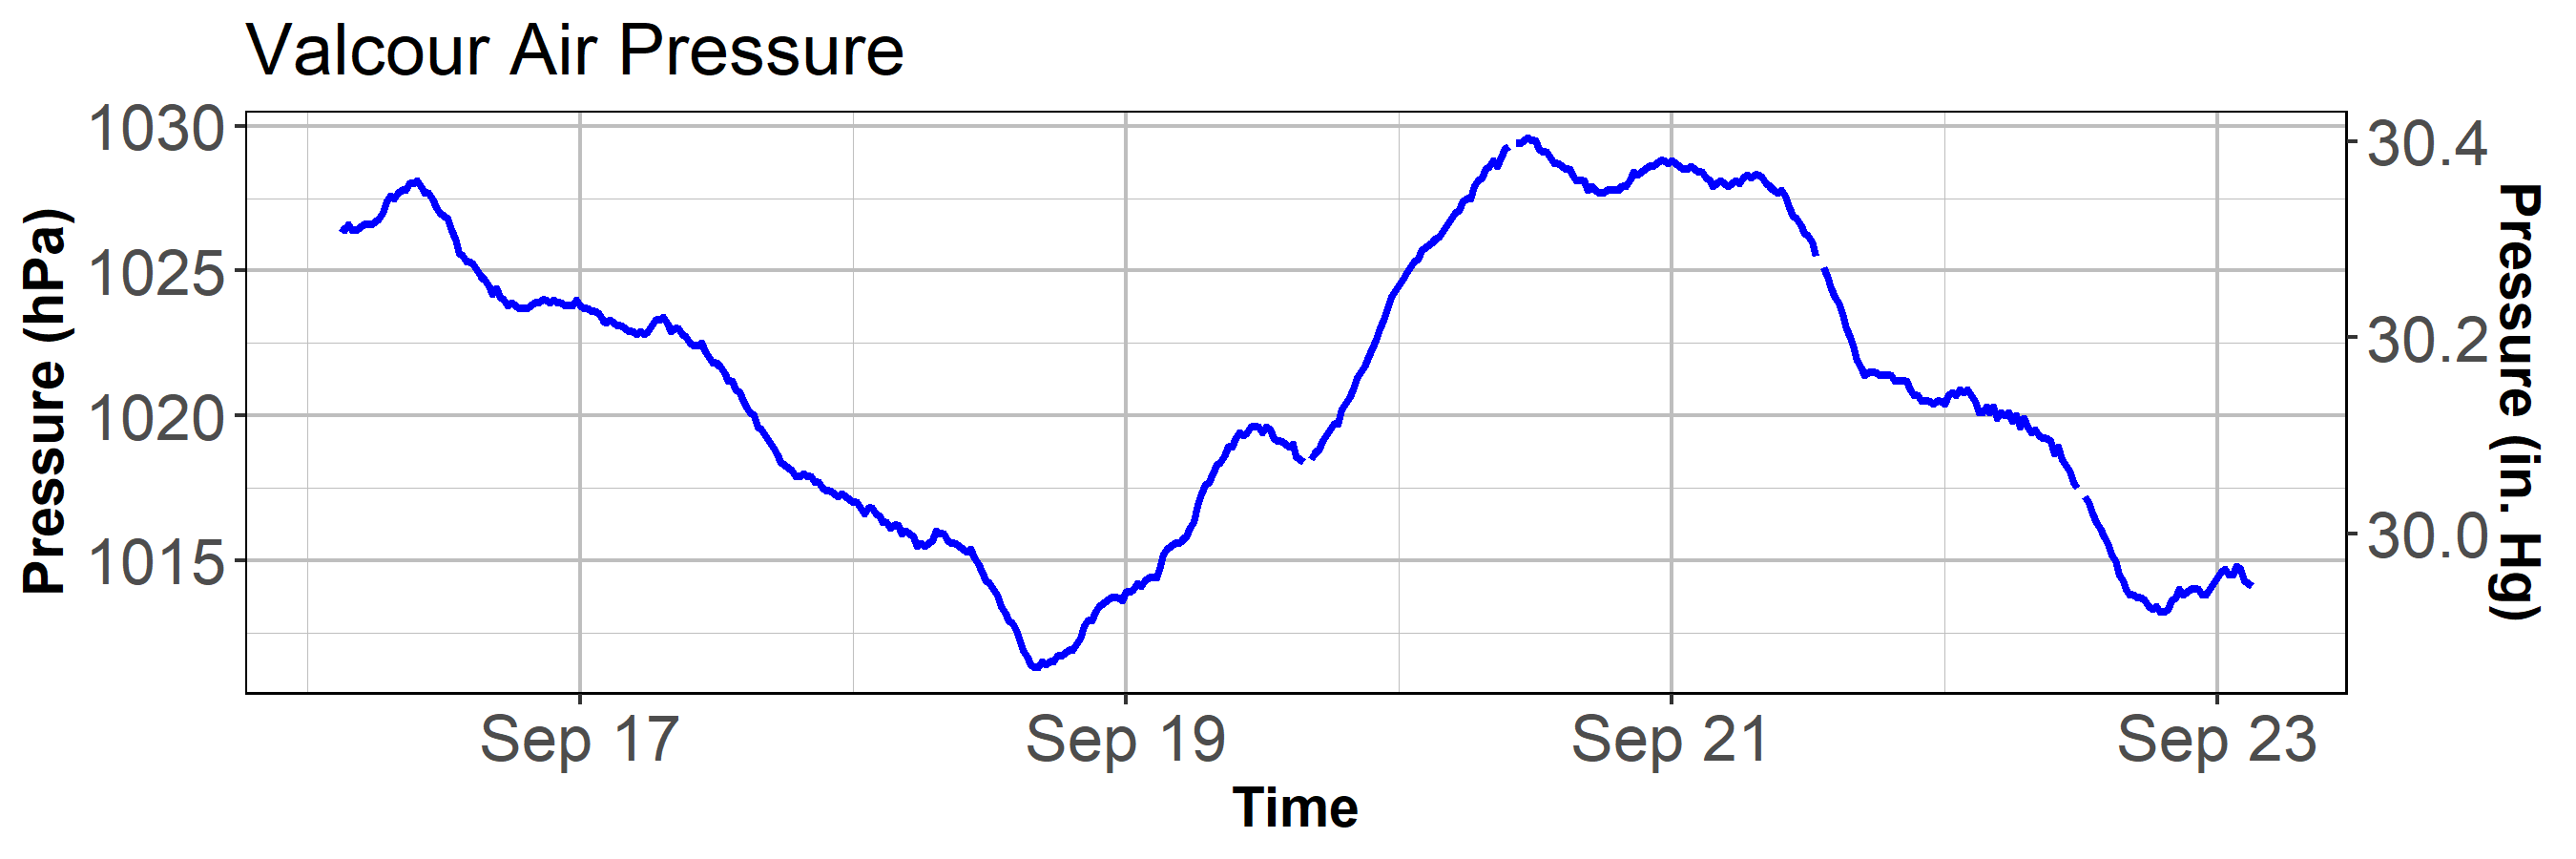 Valcour Air Pressure
1030
1025
1020
1015
Pressure (hPa)
30.4
30.2
30.0
Pressure (in. Hg)
Sep 17
Sep 19
Sep 21
Sep 23
Time